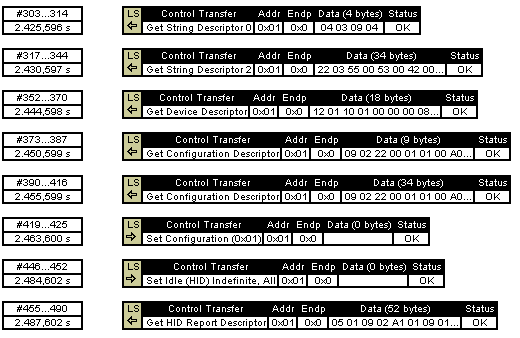 #303...314 LS Control Transfer Addr Endp Data (4 bytes) Status
2.425,596 s ⇐ Get String Descriptor 0 0x01 0x0 04 03 09 04 OK
#317...344 LS Control Transfer Addr Endp Data (34 bytes) Status
2.430,597 s ⇐ Get String Descriptor 2 0x01 0x0 22 03 55 00 53 00 42 00... OK
#352...370 LS Control Transfer Addr Endp Data (18 bytes) Status
2.444,598 s ⇐ Get Device Descriptor 0x01 0x0 12 01 10 01 00 00 00 08... OK
#373...387 LS Control Transfer Addr Endp Data (9 bytes) Status
2.450,599 s ⇐ Get Configuration Descriptor 0x01 0x0 09 02 22 00 01 01 00 A0... OK
#390...416 LS Control Transfer Addr Endp Data (34 bytes) Status
2.455,599 s ⇐ Get Configuration Descriptor 0x01 0x0 09 02 22 00 01 01 00 A0... OK
#419...425 LS Control Transfer Addr Endp Data (0 bytes) Status
2.463,600 s ⇒ Set Configuration (0x01) 0x01 0x0 OK
#446...452 LS Control Transfer Addr Endp Data (0 bytes) Status
2.484,602 s ⇒ Set Idle (HID) Indefinite, All 0x01 0x0 OK
#455...490 LS Control Transfer Addr Endp Data (52 bytes) Status
2.487,602 s ⇐ Get HID Report Descriptor 0x01 0x0 05 01 09 02 A1 01 09 01... OK